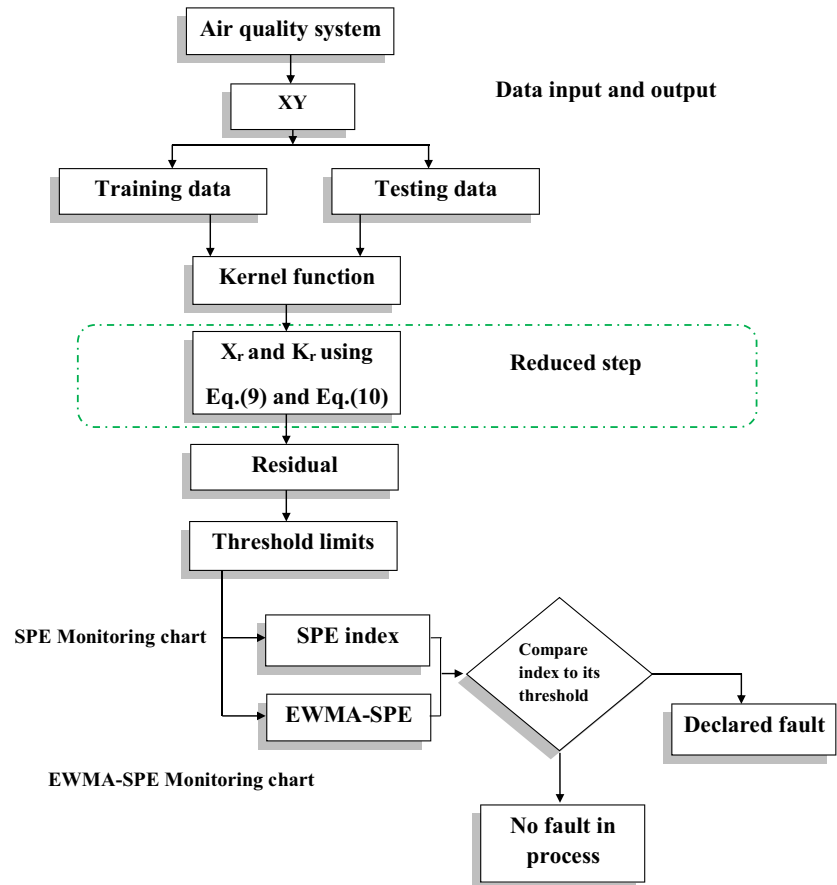 Air quality system
XY
Data input and output
Training data
Testing data
Kernel function
Xᵣ and Kᵣ using
Eq.(9) and Eq.(10)
Reduced step
Residual
Threshold limits
SPE Monitoring chart
SPE index
Compare
index to its
threshold
EWMA-SPE
Declared fault
EWMA-SPE Monitoring chart
No fault in
process